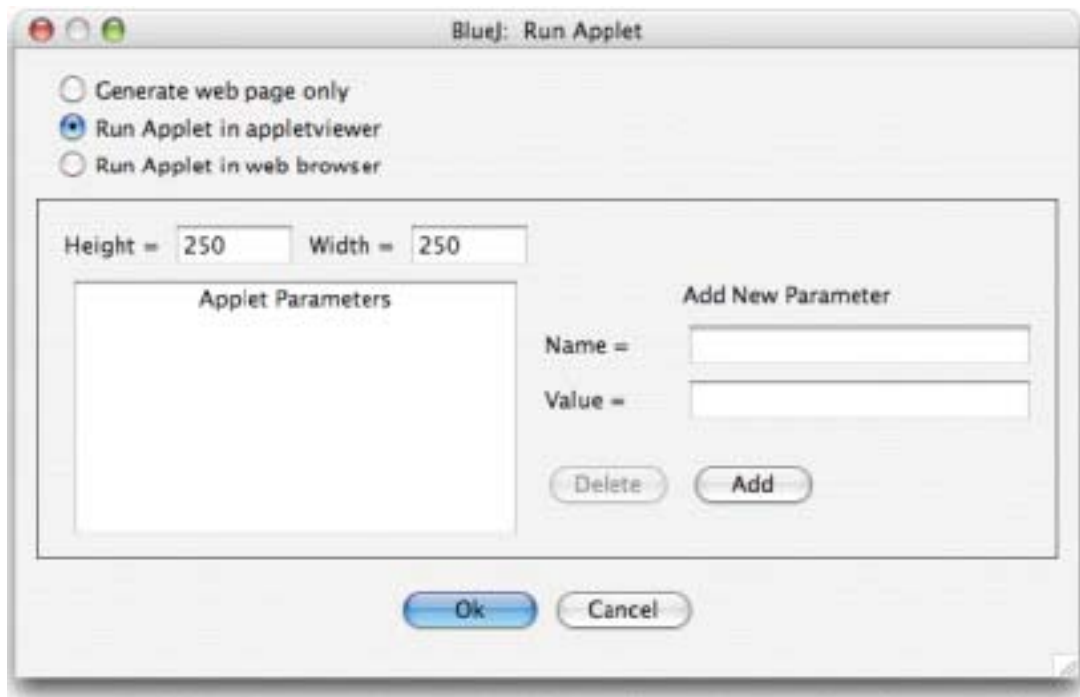 BlueJ: Run Applet
Generate web page only
Run Applet in appletviewer
Run Applet in web browser
Height = 250 Width = 250
Applet Parameters
Add New Parameter
Name =
Value =
Delete Add
Ok Cancel